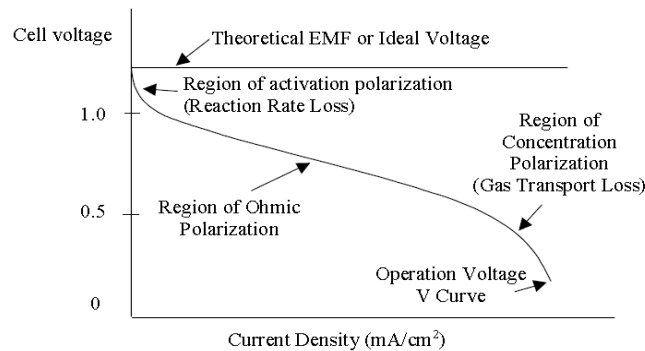 Cell voltage
Theoretical EMF or Ideal Voltage
Region of activation polarization
(Reaction Rate Loss)
1.0
Region of
Concentration
Polarization
(Gas Transport Loss)
Region of Ohmic
Polarization
0.5
Operation Voltage
V Curve
0
Current Density (mA/cm²)